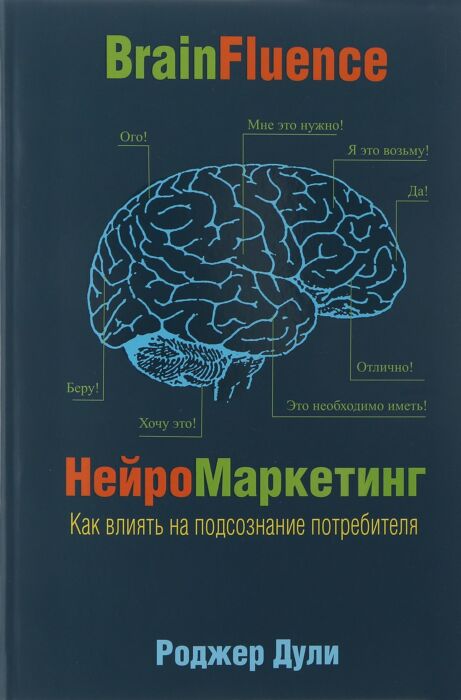 BrainFluence
Мне это нужно!
Ого!
Я это возьму!
Да!
Отлично!
Беру!
Это необходимо иметь!
Хочу это!
НейроМаркетинг
Как влиять на подсознание потребителя
Роджер Дули